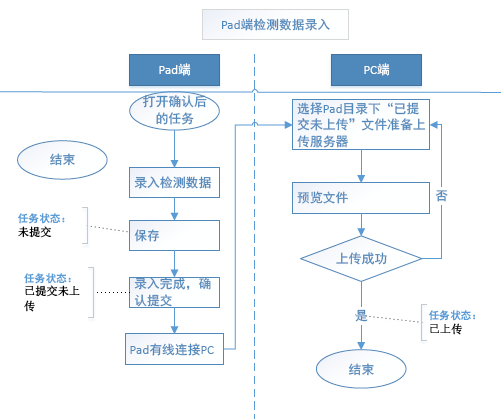 Pad端检测数据录入
Pad端
PC端
打开确认后
的任务
结束
录入检测数据
任务状态：
未提交
保存
任务状态：
已提交未上
传
录入完成，确
认提交
Pad有线连接PC
选择Pad目录下“已提
交未上传”文件准备上
传服务器
预览文件
否
上传成功
是
任务状态：
已上传
结束